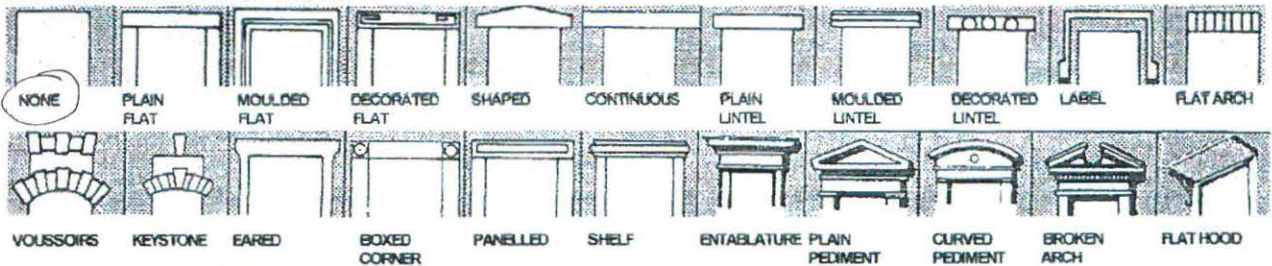 NONE PLAIN MOULDED DECORATED SHAPED CONTINUOUS PLAIN MOULDED DECORATED LABEL FLAT ARCH
FLAT FLAT FLAT LINTEL LINTEL LINTEL
VOUSSOIRS KEYSTONE EARED BOXED PANELLED SHELF ENTABLATURE PLAIN CURVED BROKEN FLAT HOOD
CORNER PEDIMENT PEDIMENT ARCH